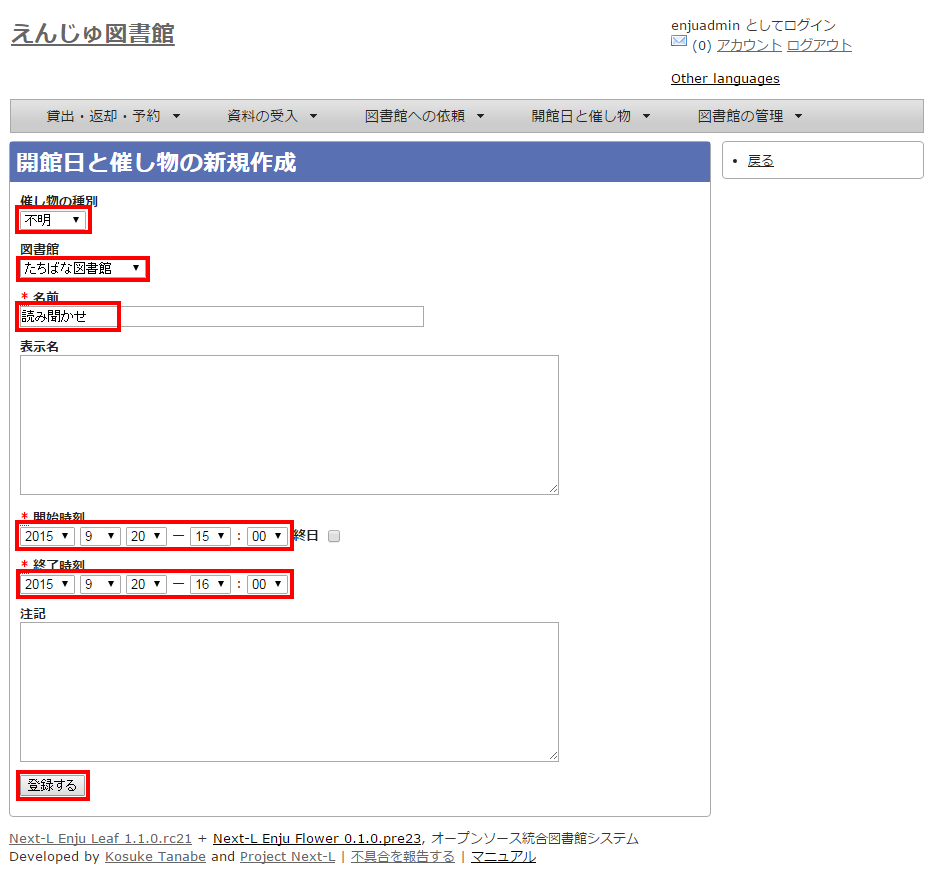 えんじゅ図書館
enjuadmin としてログイン
(0) アカウント ログアウト
Other languages
貸出・返却・予約 ▼ 資料の受入 ▼ 図書館への依頼 ▼ 開館日と催し物 ▼ 図書館の管理 ▼
開館日と催し物の新規作成
• 戻る
催し物の種別
不明 ▼
図書館
たちばな図書館 ▼
* 名前
読み聞かせ
表示名
* 開始時刻
2015 ▼ 9 ▼ 20 ▼ — 15 ▼ : 00 ▼ 終日
* 終了時刻
2015 ▼ 9 ▼ 20 ▼ — 16 ▼ : 00 ▼
注記
登録する
Next-L Enju Leaf 1.1.0.rc21 + Next-L Enju Flower 0.1.0.pre23, オープンソース統合図書館システム
Developed by Kosuke Tanabe and Project Next-L | 不具合を報告する | マニュアル